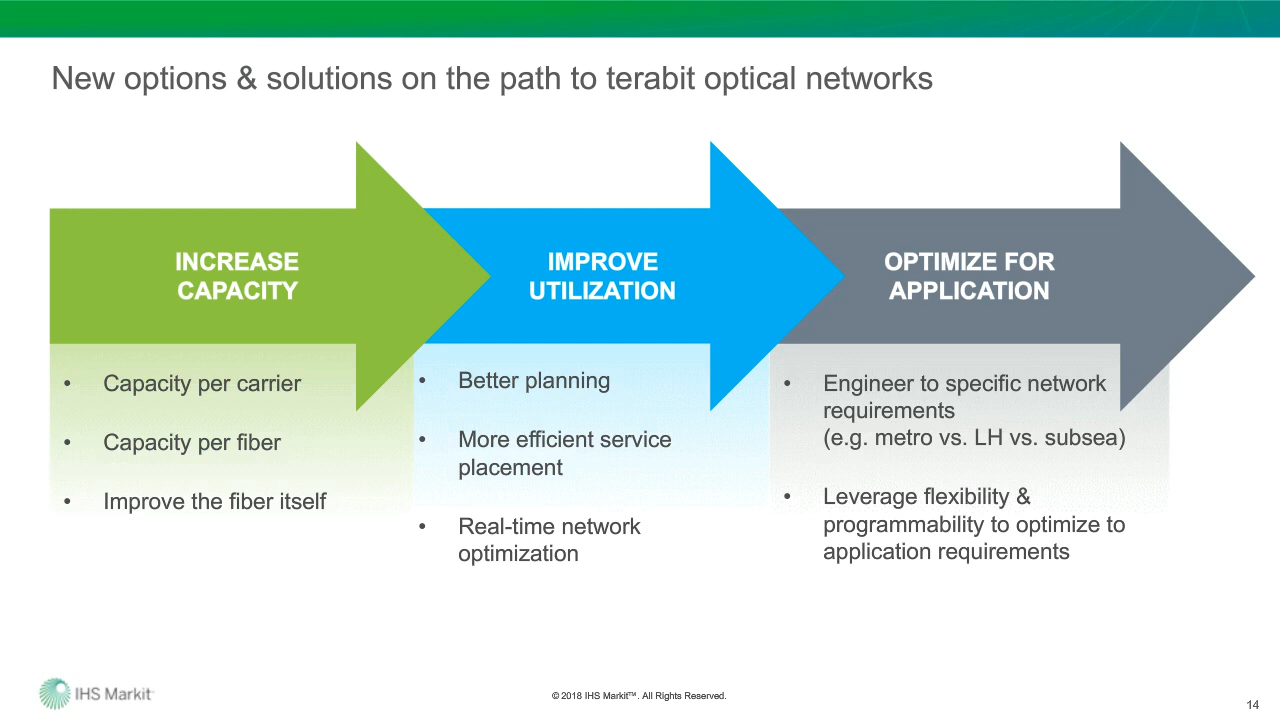 New options & solutions on the path to terabit optical networks
INCREASE
CAPACITY
• Capacity per carrier
• Capacity per fiber
• Improve the fiber itself
IMPROVE
UTILIZATION
• Better planning
• More efficient service
placement
• Real-time network
optimization
OPTIMIZE FOR
APPLICATION
• Engineer to specific network
requirements
(e.g. metro vs. LH vs. subsea)
• Leverage flexibility &
programmability to optimize to
application requirements
IHS Markit™
© 2018 IHS Markit™. All Rights Reserved.
14